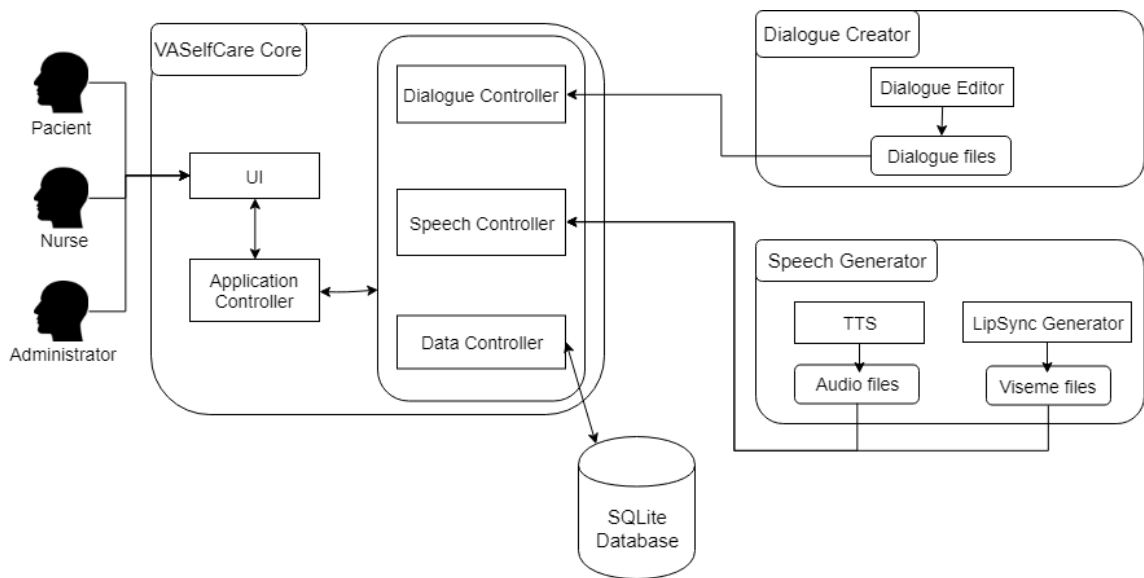 VASelfCare Core
Pacient
Nurse
Administrator
UI
Application
Controller
Dialogue Controller
Speech Controller
Data Controller
SQLite
Database
Dialogue Creator
Dialogue Editor
Dialogue files
Speech Generator
TTS
LipSync Generator
Audio files
Viseme files